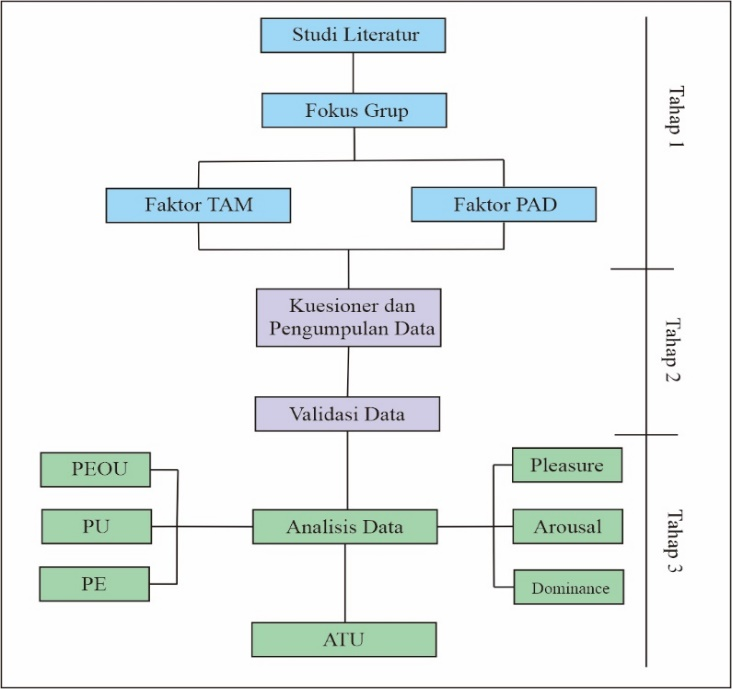 Studi Literatur
Fokus Grup
Tahap 1
Faktor TAM
Faktor PAD
Kuesioner dan
Pengumpulan Data
Tahap 2
Validasi Data
PEOU
PU
PE
Analisis Data
Pleasure
Arousal
Dominance
Tahap 3
ATU